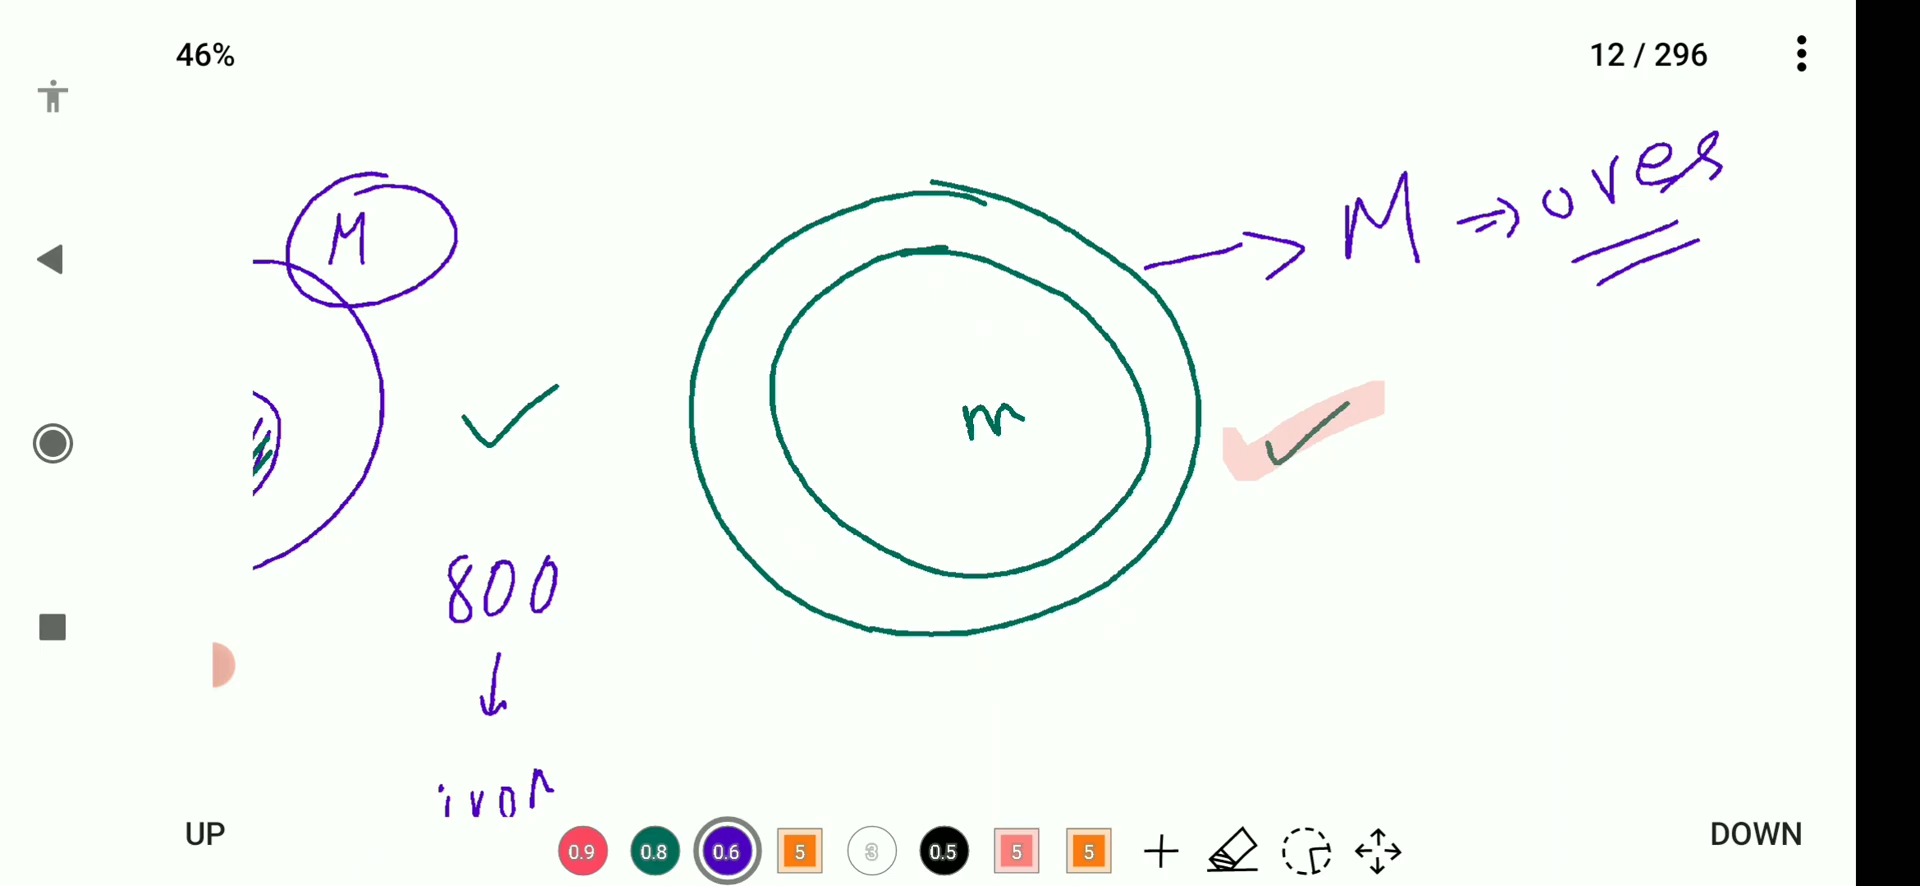 46%
12 / 296
M
M ⇒ ores
m
800
↓
iron
UP
0.9 0.8 0.6 5 3 0.5 5 5
DOWN